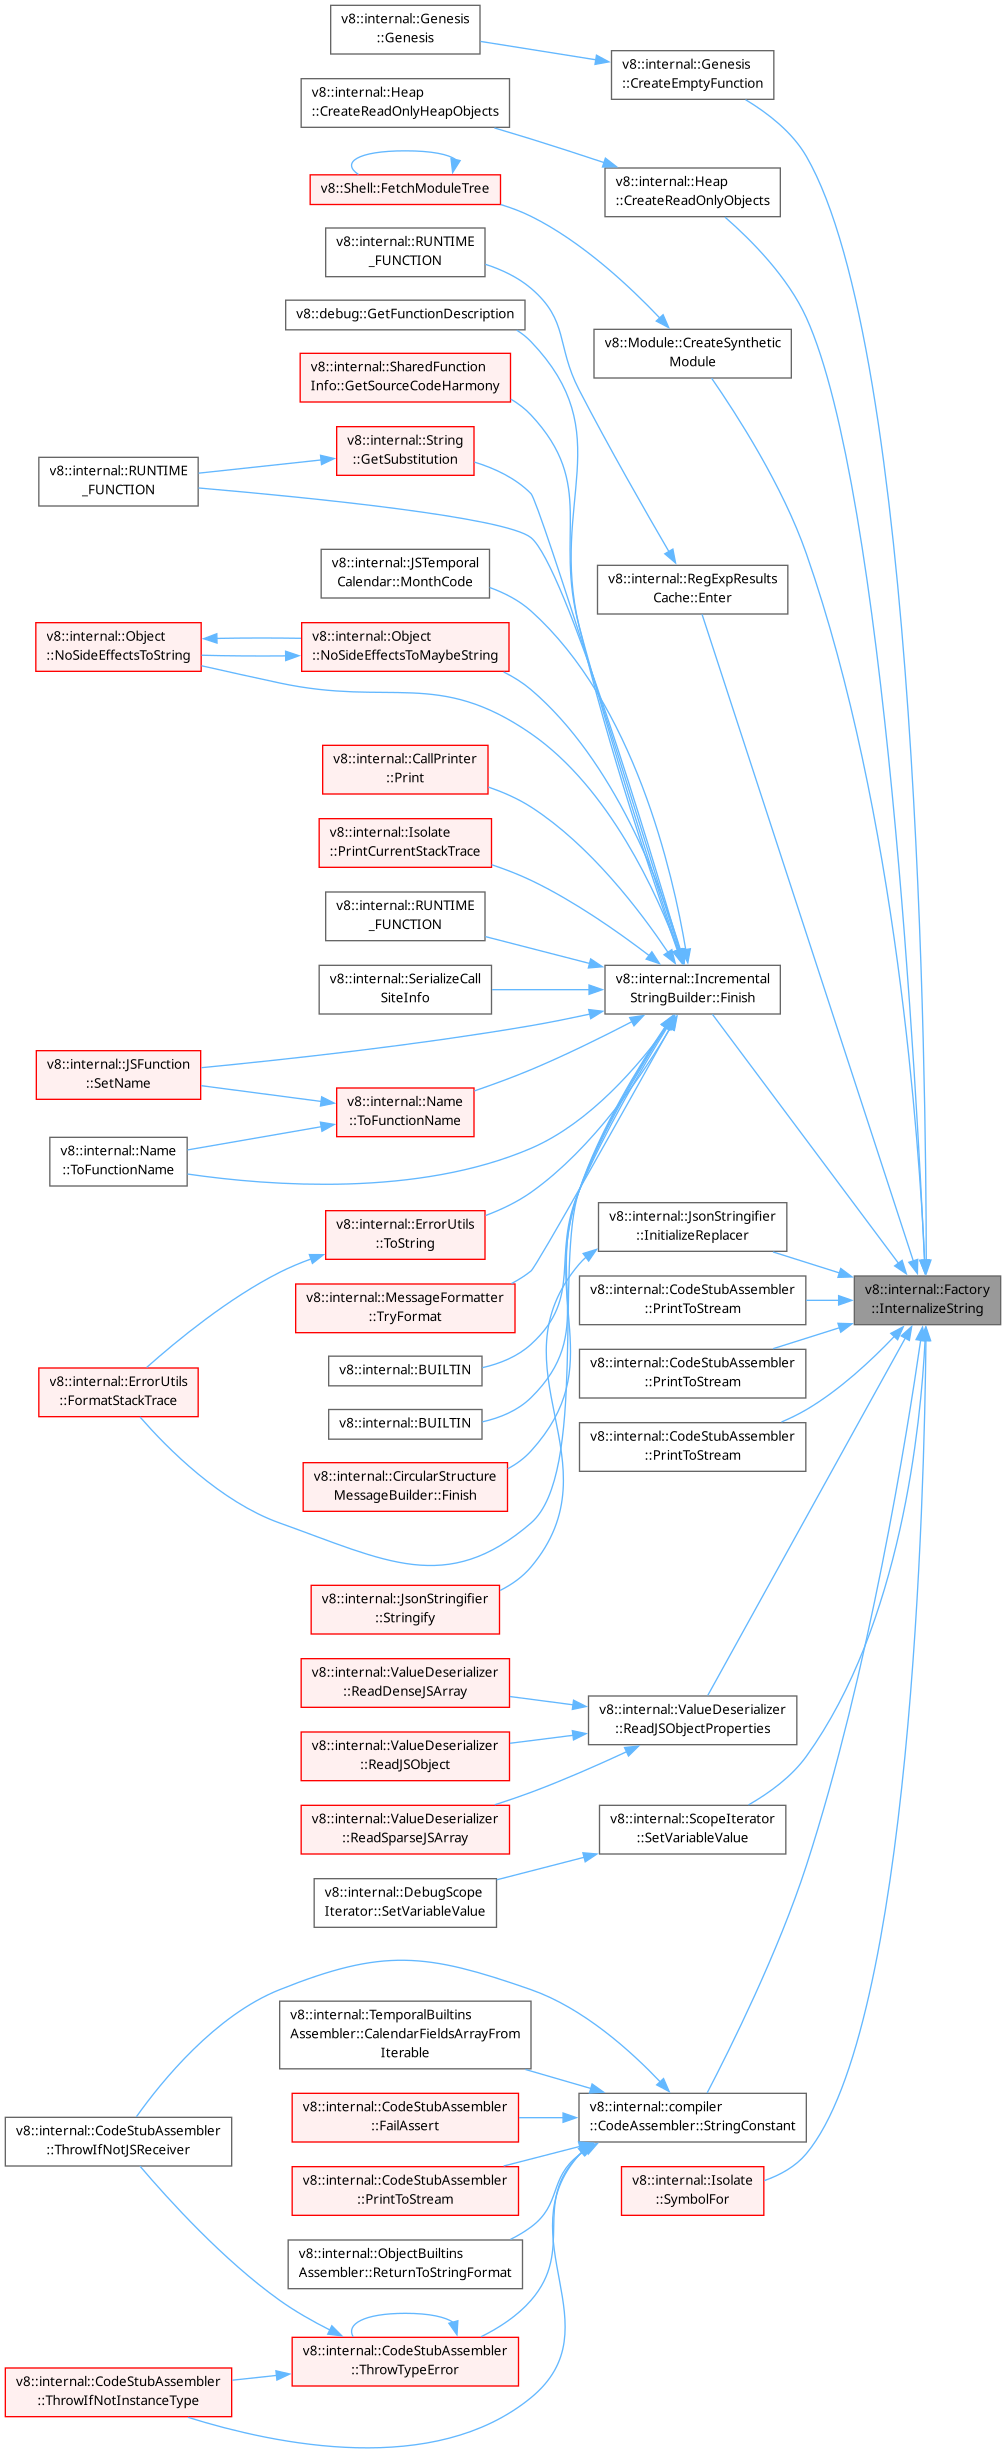 v8::internal::Genesis
::Genesis
v8::internal::Genesis
::CreateEmptyFunction
v8::internal::Heap
::CreateReadOnlyHeapObjects
v8::internal::Heap
::CreateReadOnlyObjects
v8::Shell::FetchModuleTree
v8::internal::RUNTIME
_FUNCTION
v8::debug::GetFunctionDescription
v8::Module::CreateSynthetic
Module
v8::internal::SharedFunction
Info::GetSourceCodeHarmony
v8::internal::String
::GetSubstitution
v8::internal::RUNTIME
_FUNCTION
v8::internal::JSTemporal
Calendar::MonthCode
v8::internal::RegExpResults
Cache::Enter
v8::internal::Object
::NoSideEffectsToString
v8::internal::Object
::NoSideEffectsToMaybeString
v8::internal::CallPrinter
::Print
v8::internal::Isolate
::PrintCurrentStackTrace
v8::internal::RUNTIME
_FUNCTION
v8::internal::SerializeCall
SiteInfo
v8::internal::Incremental
StringBuilder::Finish
v8::internal::JSFunction
::SetName
v8::internal::Name
::ToFunctionName
v8::internal::Name
::ToFunctionName
v8::internal::ErrorUtils
::ToString
v8::internal::JsonStringifier
::InitializeReplacer
v8::internal::MessageFormatter
::TryFormat
v8::internal::CodeStubAssembler
::PrintToStream
v8::internal::Factory
::InternalizeString
v8::internal::BUILTIN
v8::internal::CodeStubAssembler
::PrintToStream
v8::internal::ErrorUtils
::FormatStackTrace
v8::internal::BUILTIN
v8::internal::CodeStubAssembler
::PrintToStream
v8::internal::CircularStructure
MessageBuilder::Finish
v8::internal::JsonStringifier
::Stringify
v8::internal::ValueDeserializer
::ReadDenseJSArray
v8::internal::ValueDeserializer
::ReadJSObjectProperties
v8::internal::ValueDeserializer
::ReadJSObject
v8::internal::ValueDeserializer
::ReadSparseJSArray
v8::internal::ScopeIterator
::SetVariableValue
v8::internal::DebugScope
Iterator::SetVariableValue
v8::internal::TemporalBuiltins
Assembler::CalendarFieldsArrayFrom
Iterable
v8::internal::CodeStubAssembler
::FailAssert
v8::internal::compiler
::CodeAssembler::StringConstant
v8::internal::CodeStubAssembler
::ThrowIfNotJSReceiver
v8::internal::CodeStubAssembler
::PrintToStream
v8::internal::Isolate
::SymbolFor
v8::internal::ObjectBuiltins
Assembler::ReturnToStringFormat
v8::internal::CodeStubAssembler
::ThrowTypeError
v8::internal::CodeStubAssembler
::ThrowIfNotInstanceType